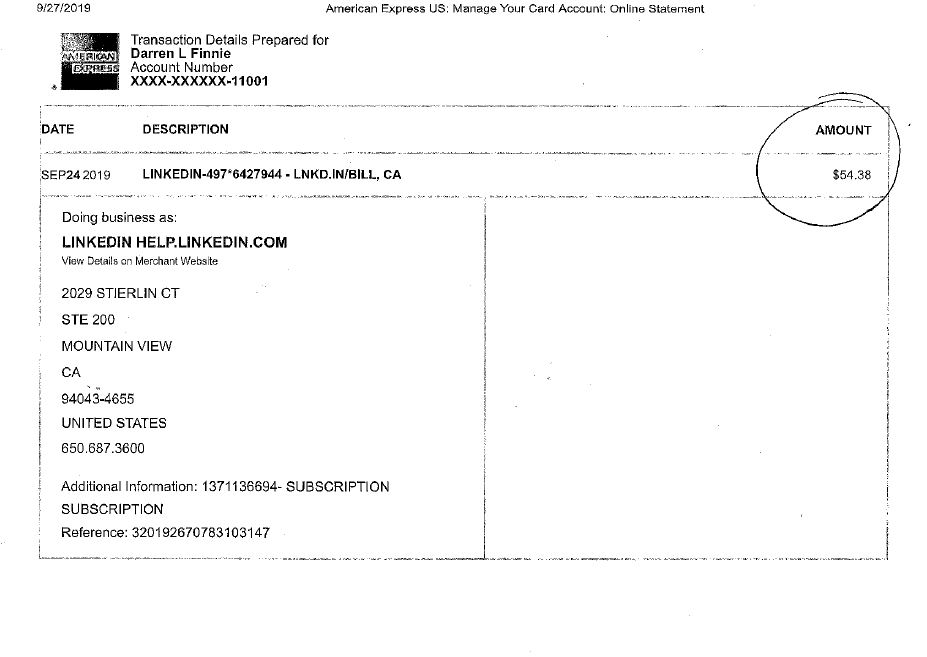 9/27/2019 American Express US: Manage Your Card Account: Online Statement
AMERICAN
EXPRESS
®
Transaction Details Prepared for
Darren L Finnie
Account Number
XXXX-XXXXXX-11001
DATE DESCRIPTION AMOUNT
SEP24 2019 LINKEDIN-497*6427944 - LNKD.IN/BILL, CA $54.38
Doing business as:
LINKEDIN HELP.LINKEDIN.COM
View Details on Merchant Website
2029 STIERLIN CT
STE 200
MOUNTAIN VIEW
CA
94043-4655
UNITED STATES
650.687.3600
Additional Information: 1371136694- SUBSCRIPTION
SUBSCRIPTION
Reference: 320192670783103147